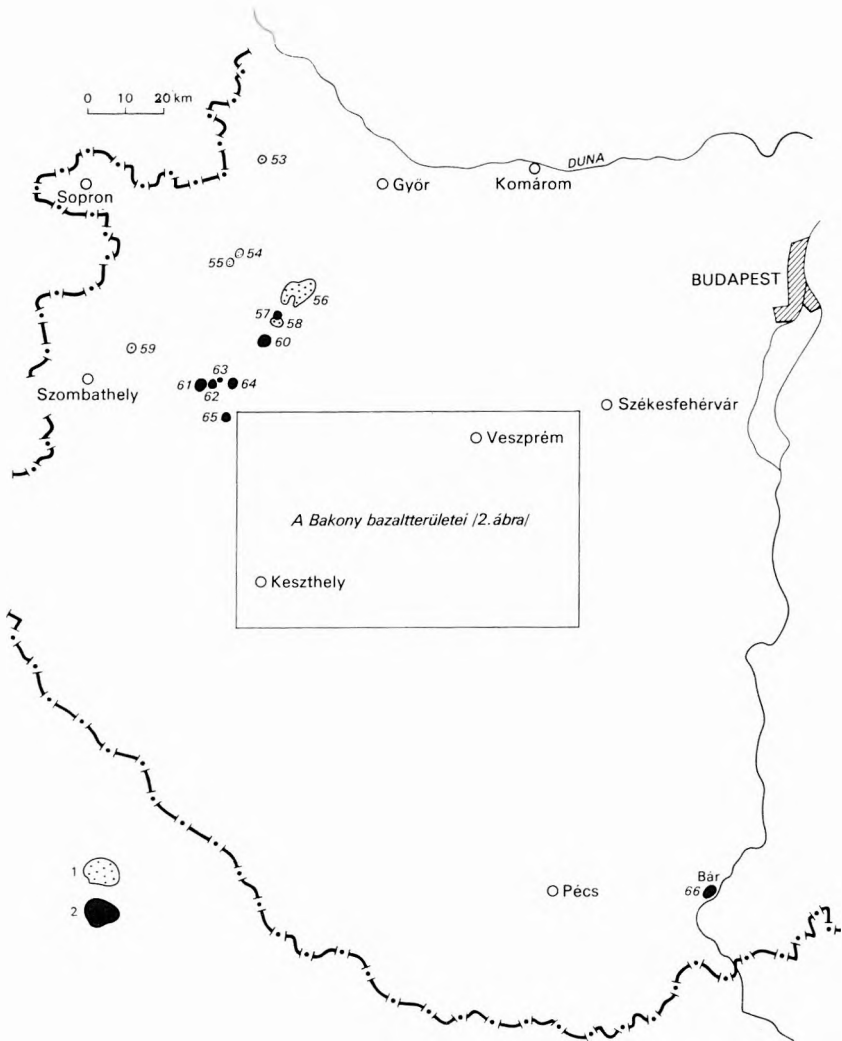 0 10 20 km
53
DUNA
Sopron
Győr
Komárom
54
55
BUDAPEST
56
57
58
59
60
63
61
64
62
Szombathely
65
Székesfehérvár
Veszprém
A Bakony bazaltterületei /2. ábra/
Keszthely
1
2
Bár
66
Pécs